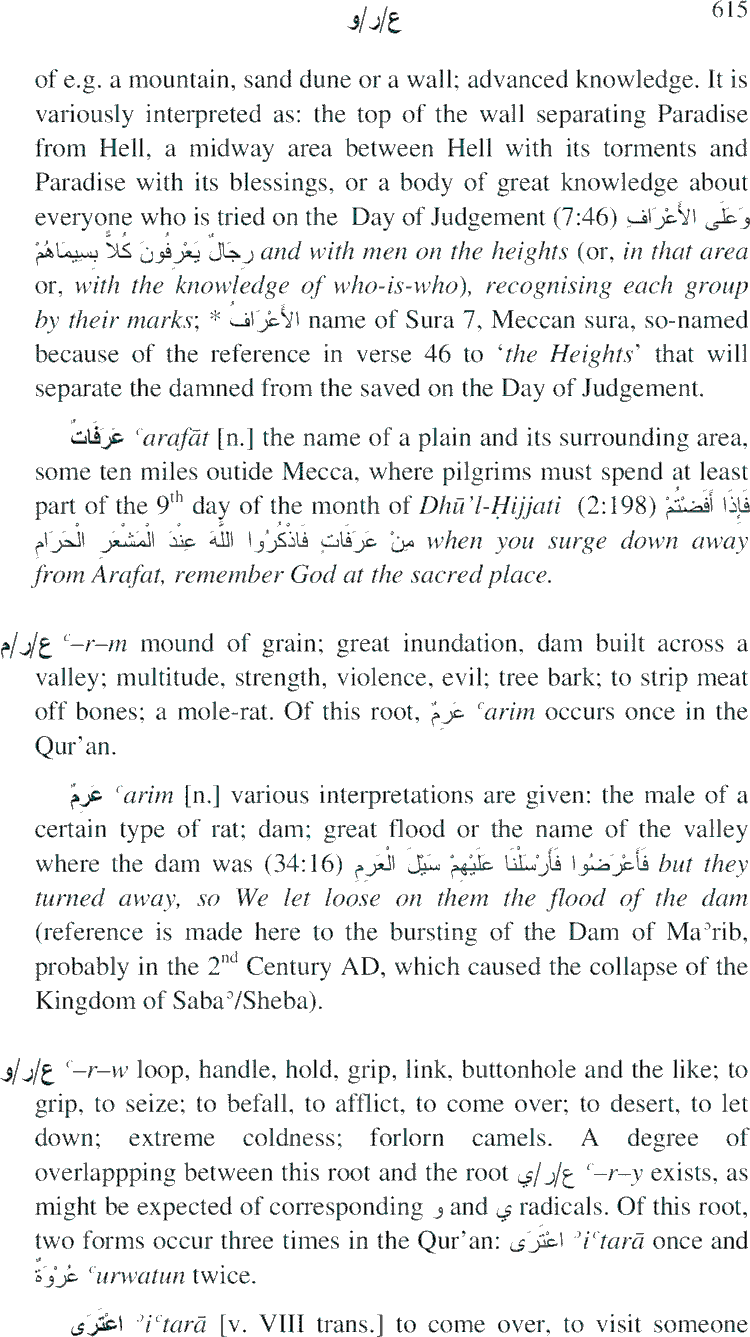 ع/ر/و 615
of e.g. a mountain, sand dune or a wall; advanced knowledge. It is
variously interpreted as: the top of the wall separating Paradise
from Hell, a midway area between Hell with its torments and
Paradise with its blessings, or a body of great knowledge about
everyone who is tried on the Day of Judgement (7:46) وَعَلَى الأَعْرَافِ
رِجَالٌ يَعْرِفُونَ كُلاًّ بِسِيمَاهُمْ and with men on the heights (or, in that area
or, with the knowledge of who-is-who), recognising each group
by their marks; * الأَعْرَافُ name of Sura 7, Meccan sura, so-named
because of the reference in verse 46 to ‘the Heights’ that will
separate the damned from the saved on the Day of Judgement.
عَرَفَاتٌ ʿarafāt [n.] the name of a plain and its surrounding area,
some ten miles outide Mecca, where pilgrims must spend at least
part of the 9th day of the month of Dhū’l-Ḥijjati (2:198) فَإِذَا أَفَضْتُمْ
مِنْ عَرَفَاتٍ فَاذْكُرُوا اللَّهَ عِنْدَ الْمَشْعَرِ الْحَرَامِ when you surge down away
from Arafat, remember God at the sacred place.
ع/ر/م ʿ–r–m mound of grain; great inundation, dam built across a
valley; multitude, strength, violence, evil; tree bark; to strip meat
off bones; a mole-rat. Of this root, عَرِمٌ ʿarim occurs once in the
Qur’an.
عَرِمٌ ʿarim [n.] various interpretations are given: the male of a
certain type of rat; dam; great flood or the name of the valley
where the dam was (34:16) فَأَعْرَضُوا فَأَرْسَلْنَا عَلَيْهِمْ سَيْلَ الْعَرِمِ but they
turned away, so We let loose on them the flood of the dam
(reference is made here to the bursting of the Dam of Maʾrib,
probably in the 2nd Century AD, which caused the collapse of the
Kingdom of Sabaʾ/Sheba).
ع/ر/و ʿ–r–w loop, handle, hold, grip, link, buttonhole and the like; to
grip, to seize; to befall, to afflict, to come over; to desert, to let
down; extreme coldness; forlorn camels. A degree of
overlappping between this root and the root ع/ر/ي ʿ–r–y exists, as
might be expected of corresponding و and ي radicals. Of this root,
two forms occur three times in the Qur’an: اعْتَرَى ʾiʿtarā once and
عُرْوَةٌ ʿurwatun twice.
اعْتَرَى ʾiʿtarā [v. VIII trans.] to come over, to visit someone